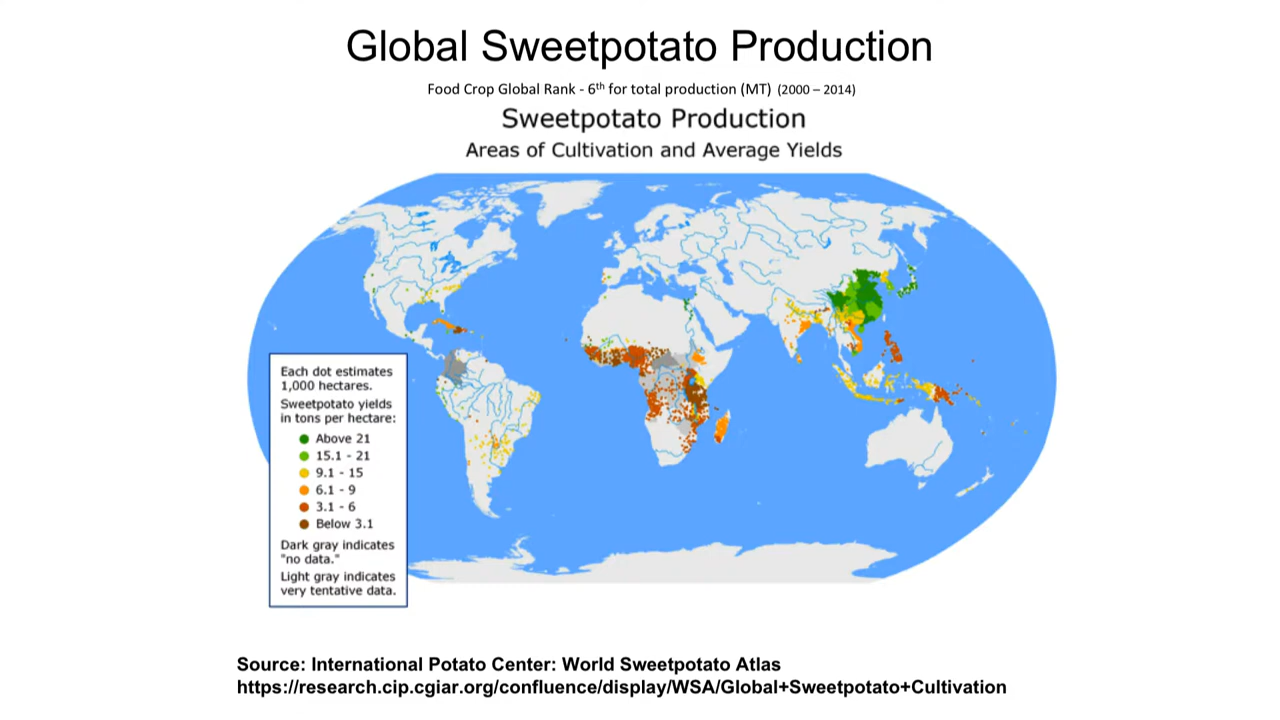 Global Sweetpotato Production
Food Crop Global Rank - 6th for total production (MT) (2000 – 2014)
Sweetpotato Production
Areas of Cultivation and Average Yields
Each dot estimates
1,000 hectares.
Sweetpotato yields
in tons per hectare:
Above 21
15.1 - 21
9.1 - 15
6.1 - 9
3.1 - 6
Below 3.1
Dark gray indicates
"no data."
Light gray indicates
very tentative data.
Source: International Potato Center: World Sweetpotato Atlas
https://research.cip.cgiar.org/confluence/display/WSA/Global+Sweetpotato+Cultivation